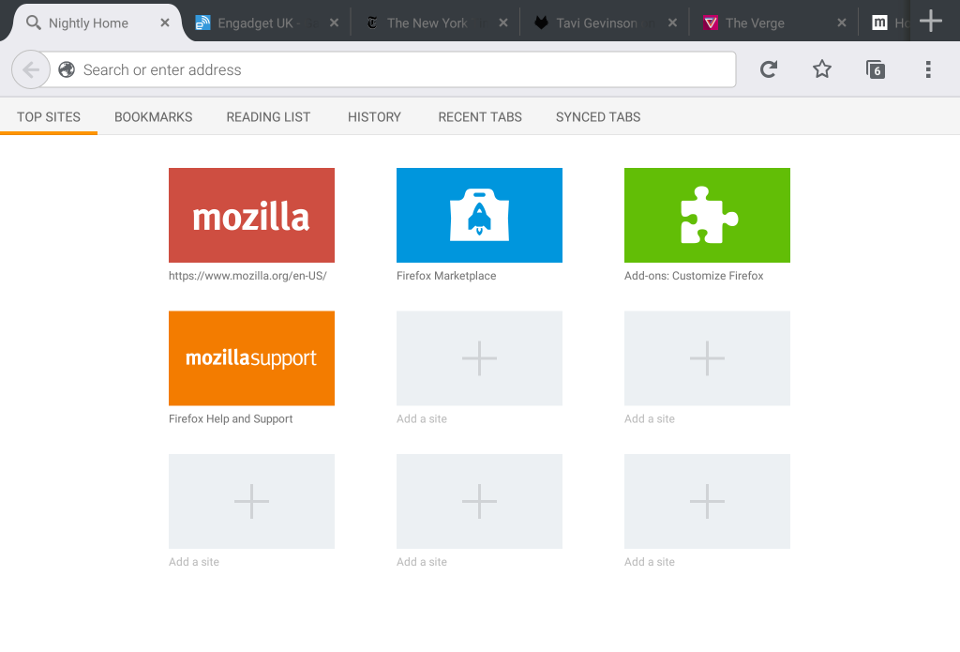 Nightly Home
Engadget UK -
The New York
Tavi Gevinson
The Verge
m
Search or enter address
6
TOP SITES
BOOKMARKS
READING LIST
HISTORY
RECENT TABS
SYNCED TABS
mozilla
https://www.mozilla.org/en-US/
Firefox Marketplace
Add-ons: Customize Firefox
mozillasupport
Firefox Help and Support
Add a site
Add a site
Add a site
Add a site
Add a site